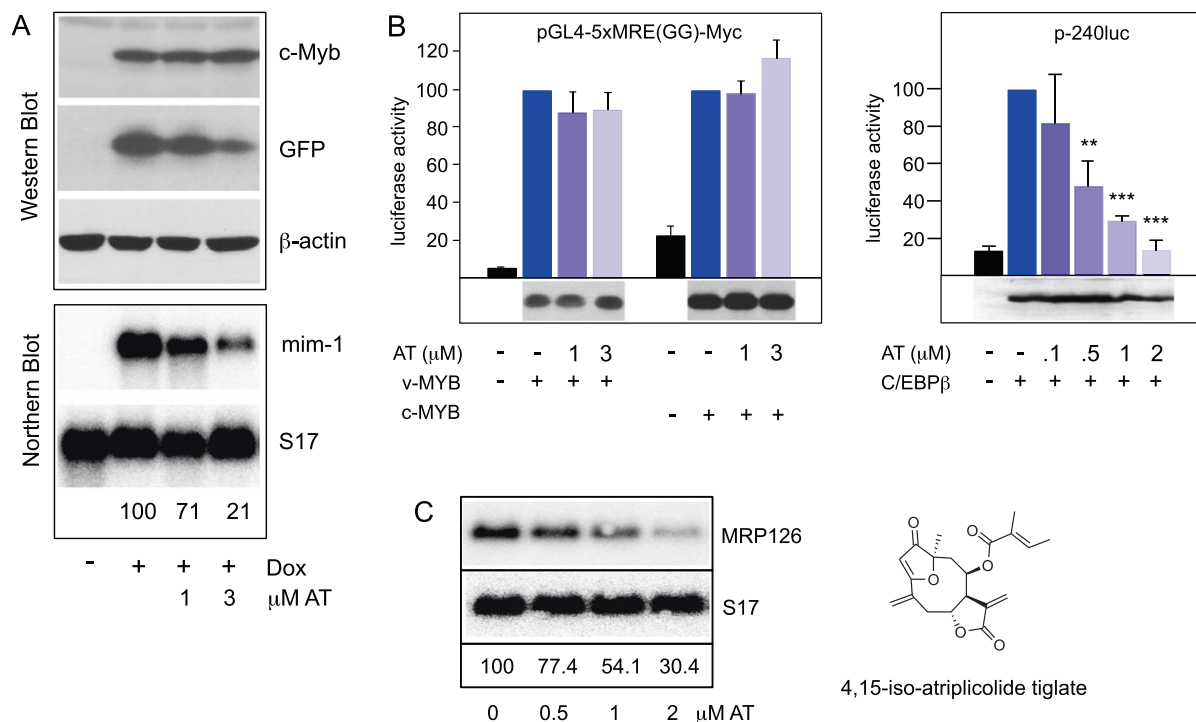 A
Western Blot
c-Myb
GFP
β-actin
Northern Blot
mim-1
S17
100 71 21
- + + + Dox
1 3 μM AT
B
pGL4-5xMRE(GG)-Myc
luciferase activity
120
100
80
60
40
20
AT (μM) - - 1 3 - - 1 3
v-MYB - + + +
c-MYB - + + +
p-240luc
luciferase activity
100
80
60
40
20
**
***
***
AT (μM) - - .1 .5 1 2
C/EBPβ - + + + + +
C
MRP126
S17
100 77.4 54.1 30.4
0 0.5 1 2 μM AT
O
O
O
O
O
O
4,15-iso-atriplicolide tiglate